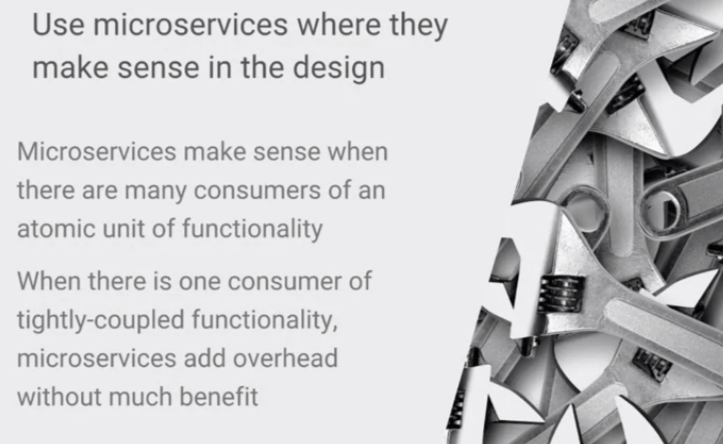 Use microservices where they
make sense in the design
Microservices make sense when
there are many consumers of an
atomic unit of functionality
When there is one consumer of
tightly-coupled functionality,
microservices add overhead
without much benefit